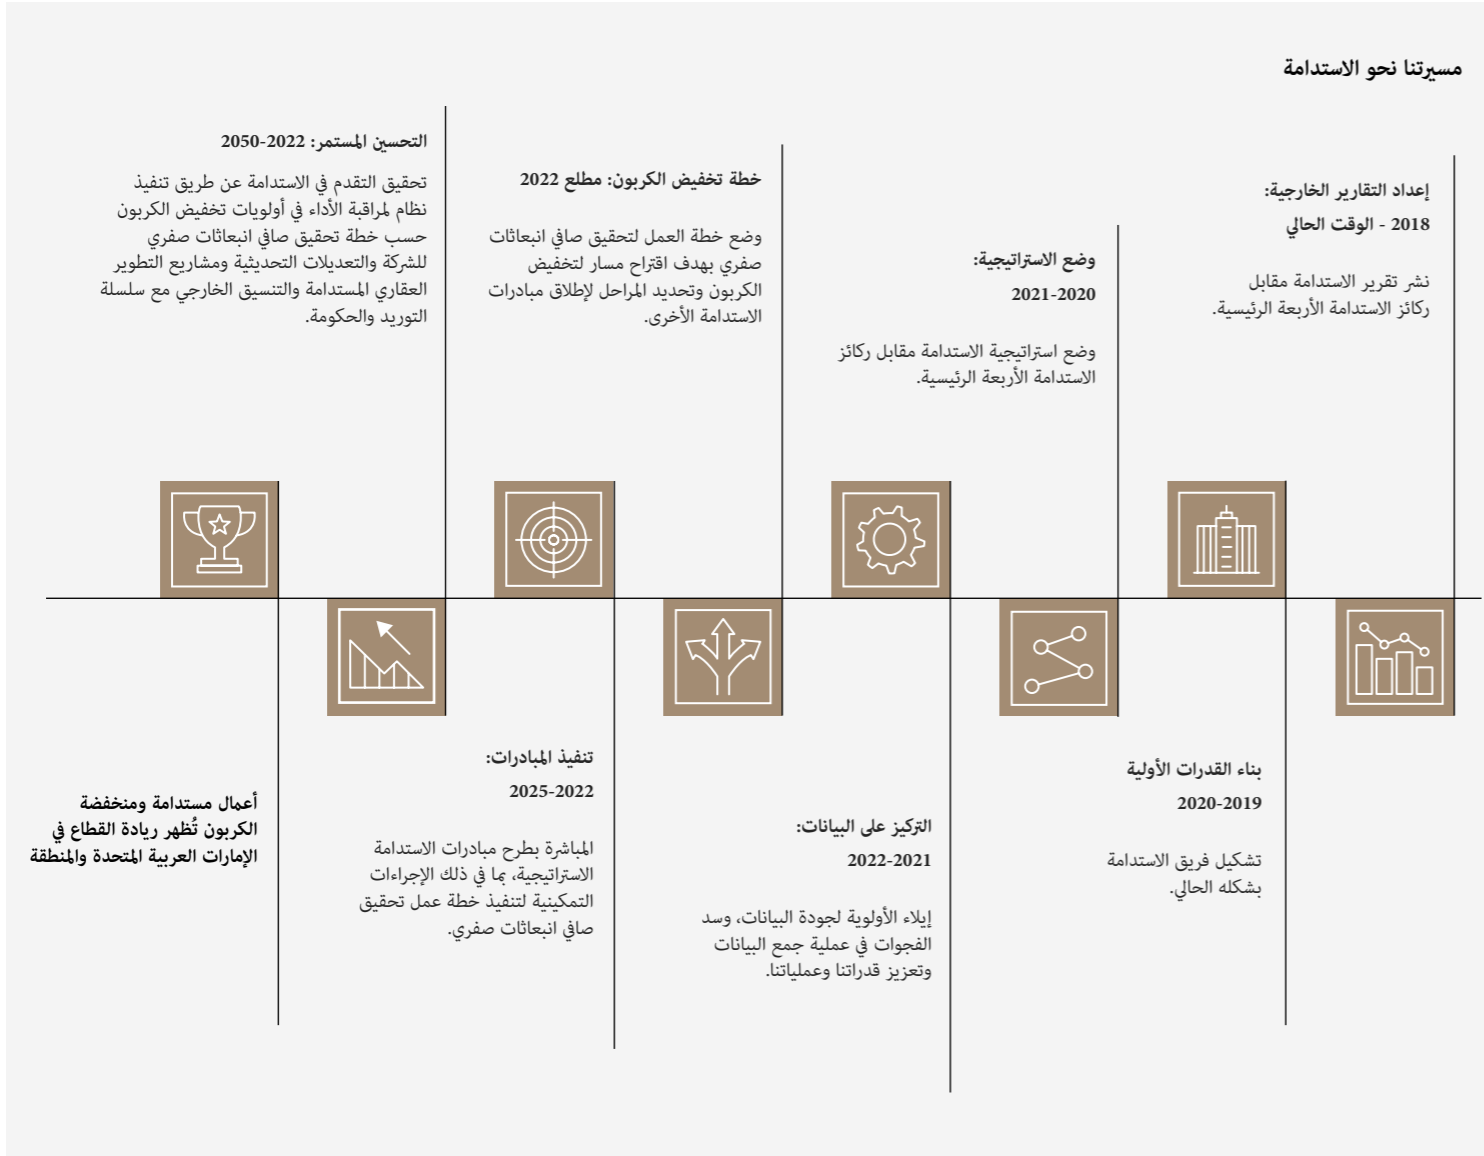 مسيرتنا نحو الاستدامة
إعداد التقارير الخارجية:
2018 - الوقت الحالي
نشر تقرير الاستدامة مقابل
ركائز الاستدامة الأربعة الرئيسية.
بناء القدرات الأولية
2020-2019
تشكيل فريق الاستدامة
بشكله الحالي.
وضع الاستراتيجية:
2021-2020
وضع استراتيجية الاستدامة مقابل ركائز
الاستدامة الأربعة الرئيسية.
التركيز على البيانات:
2022-2021
إيلاء الأولوية لجودة البيانات، وسد
الفجوات في عملية جمع البيانات
وتعزيز قدراتنا وعملياتنا.
خطة تخفيض الكربون: مطلع 2022
وضع خطة العمل لتحقيق صافي انبعاثات
صفري بهدف اقتراح مسار لتخفيض
الكربون وتحديد المراحل لإطلاق مبادرات
الاستدامة الأخرى.
تنفيذ المبادرات:
2025-2022
المباشرة بطرح مبادرات الاستدامة
الاستراتيجية، بما في ذلك الإجراءات
التمكينية لتنفيذ خطة عمل تحقيق
صافي انبعاثات صفري.
التحسين المستمر: 2022-2050
تحقيق التقدم في الاستدامة عن طريق تنفيذ
نظام لمراقبة الأداء في أولويات تخفيض الكربون
حسب خطة تحقيق صافي انبعاثات صفري
للشركة والتعديلات التحديثية ومشاريع التطوير
العقاري المستدامة والتنسيق الخارجي مع سلسلة
التوريد والحكومة.
أعمال مستدامة ومنخفضة
الكربون تُظهر ريادة القطاع في
الإمارات العربية المتحدة والمنطقة